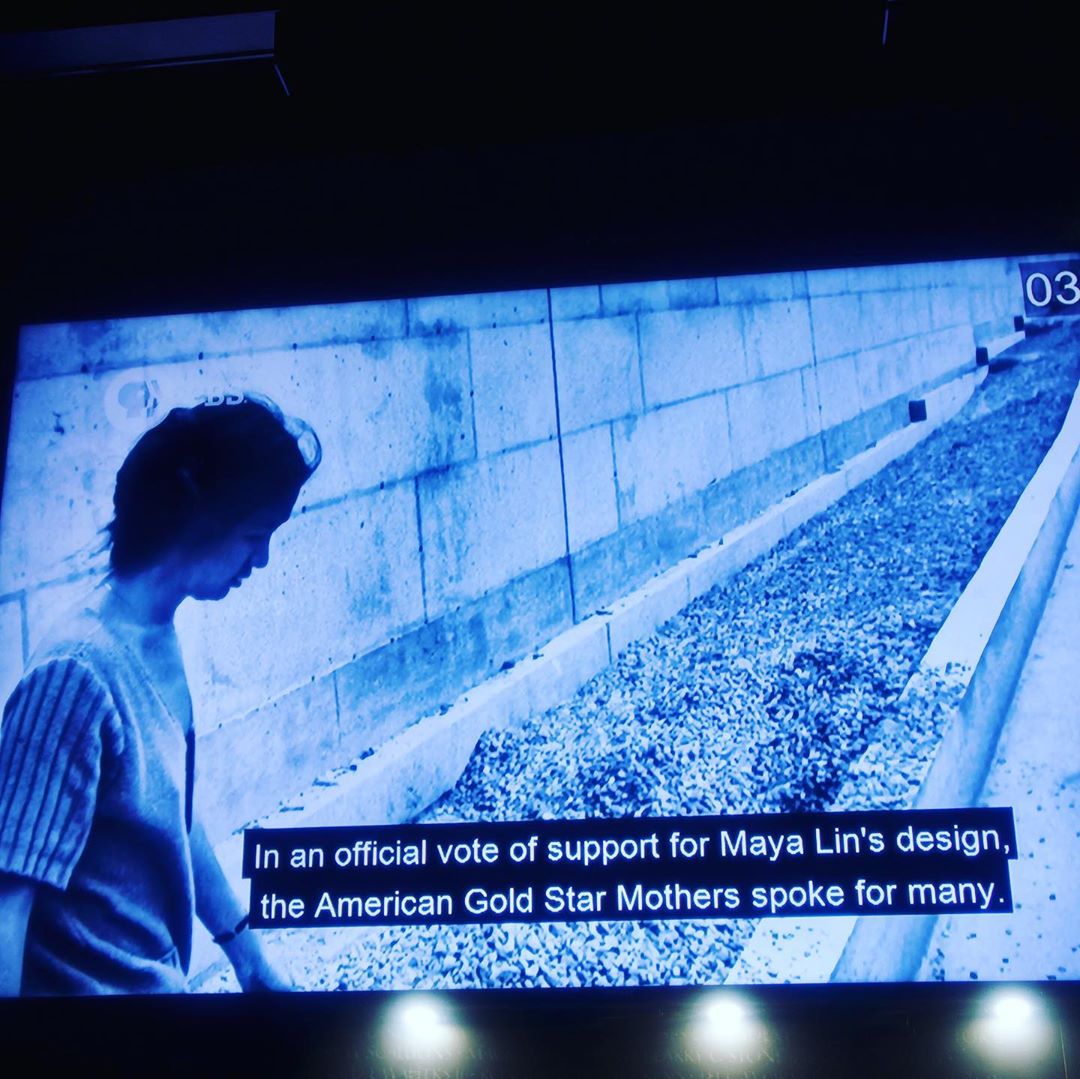 03
PBS
In an official vote of support for Maya Lin's design,
the American Gold Star Mothers spoke for many.